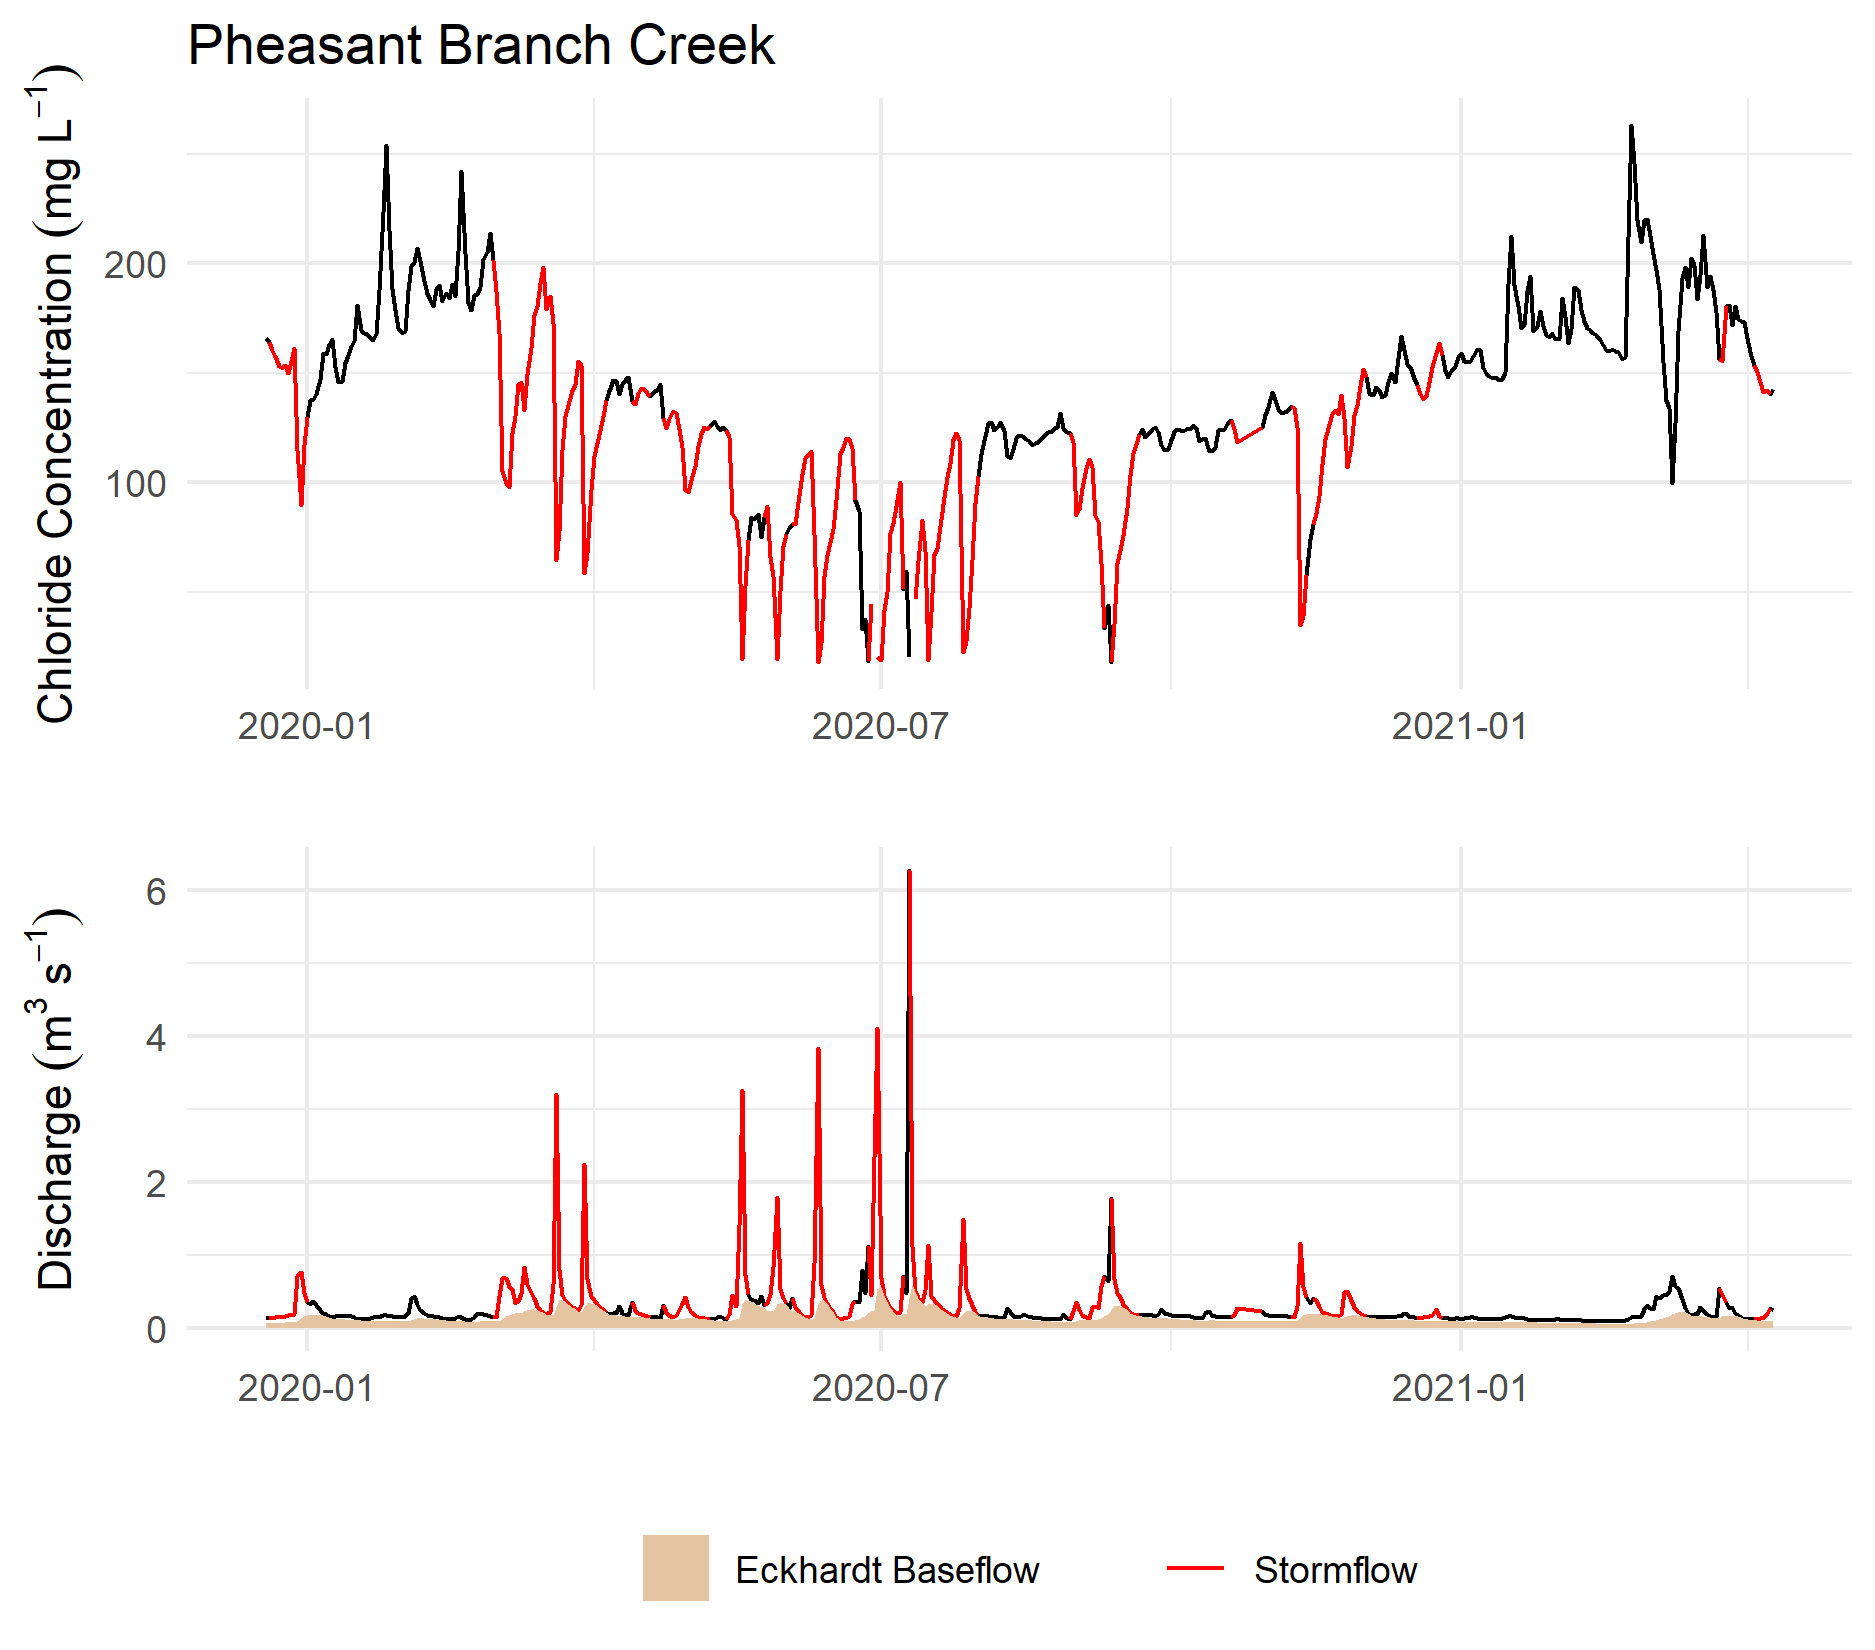 Pheasant Branch Creek
Chloride Concentration (mg L⁻¹)
200
100
2020-01 2020-07 2021-01
Discharge (m³ s⁻¹)
6
4
2
0
2020-01 2020-07 2021-01
Eckhardt Baseflow Stormflow